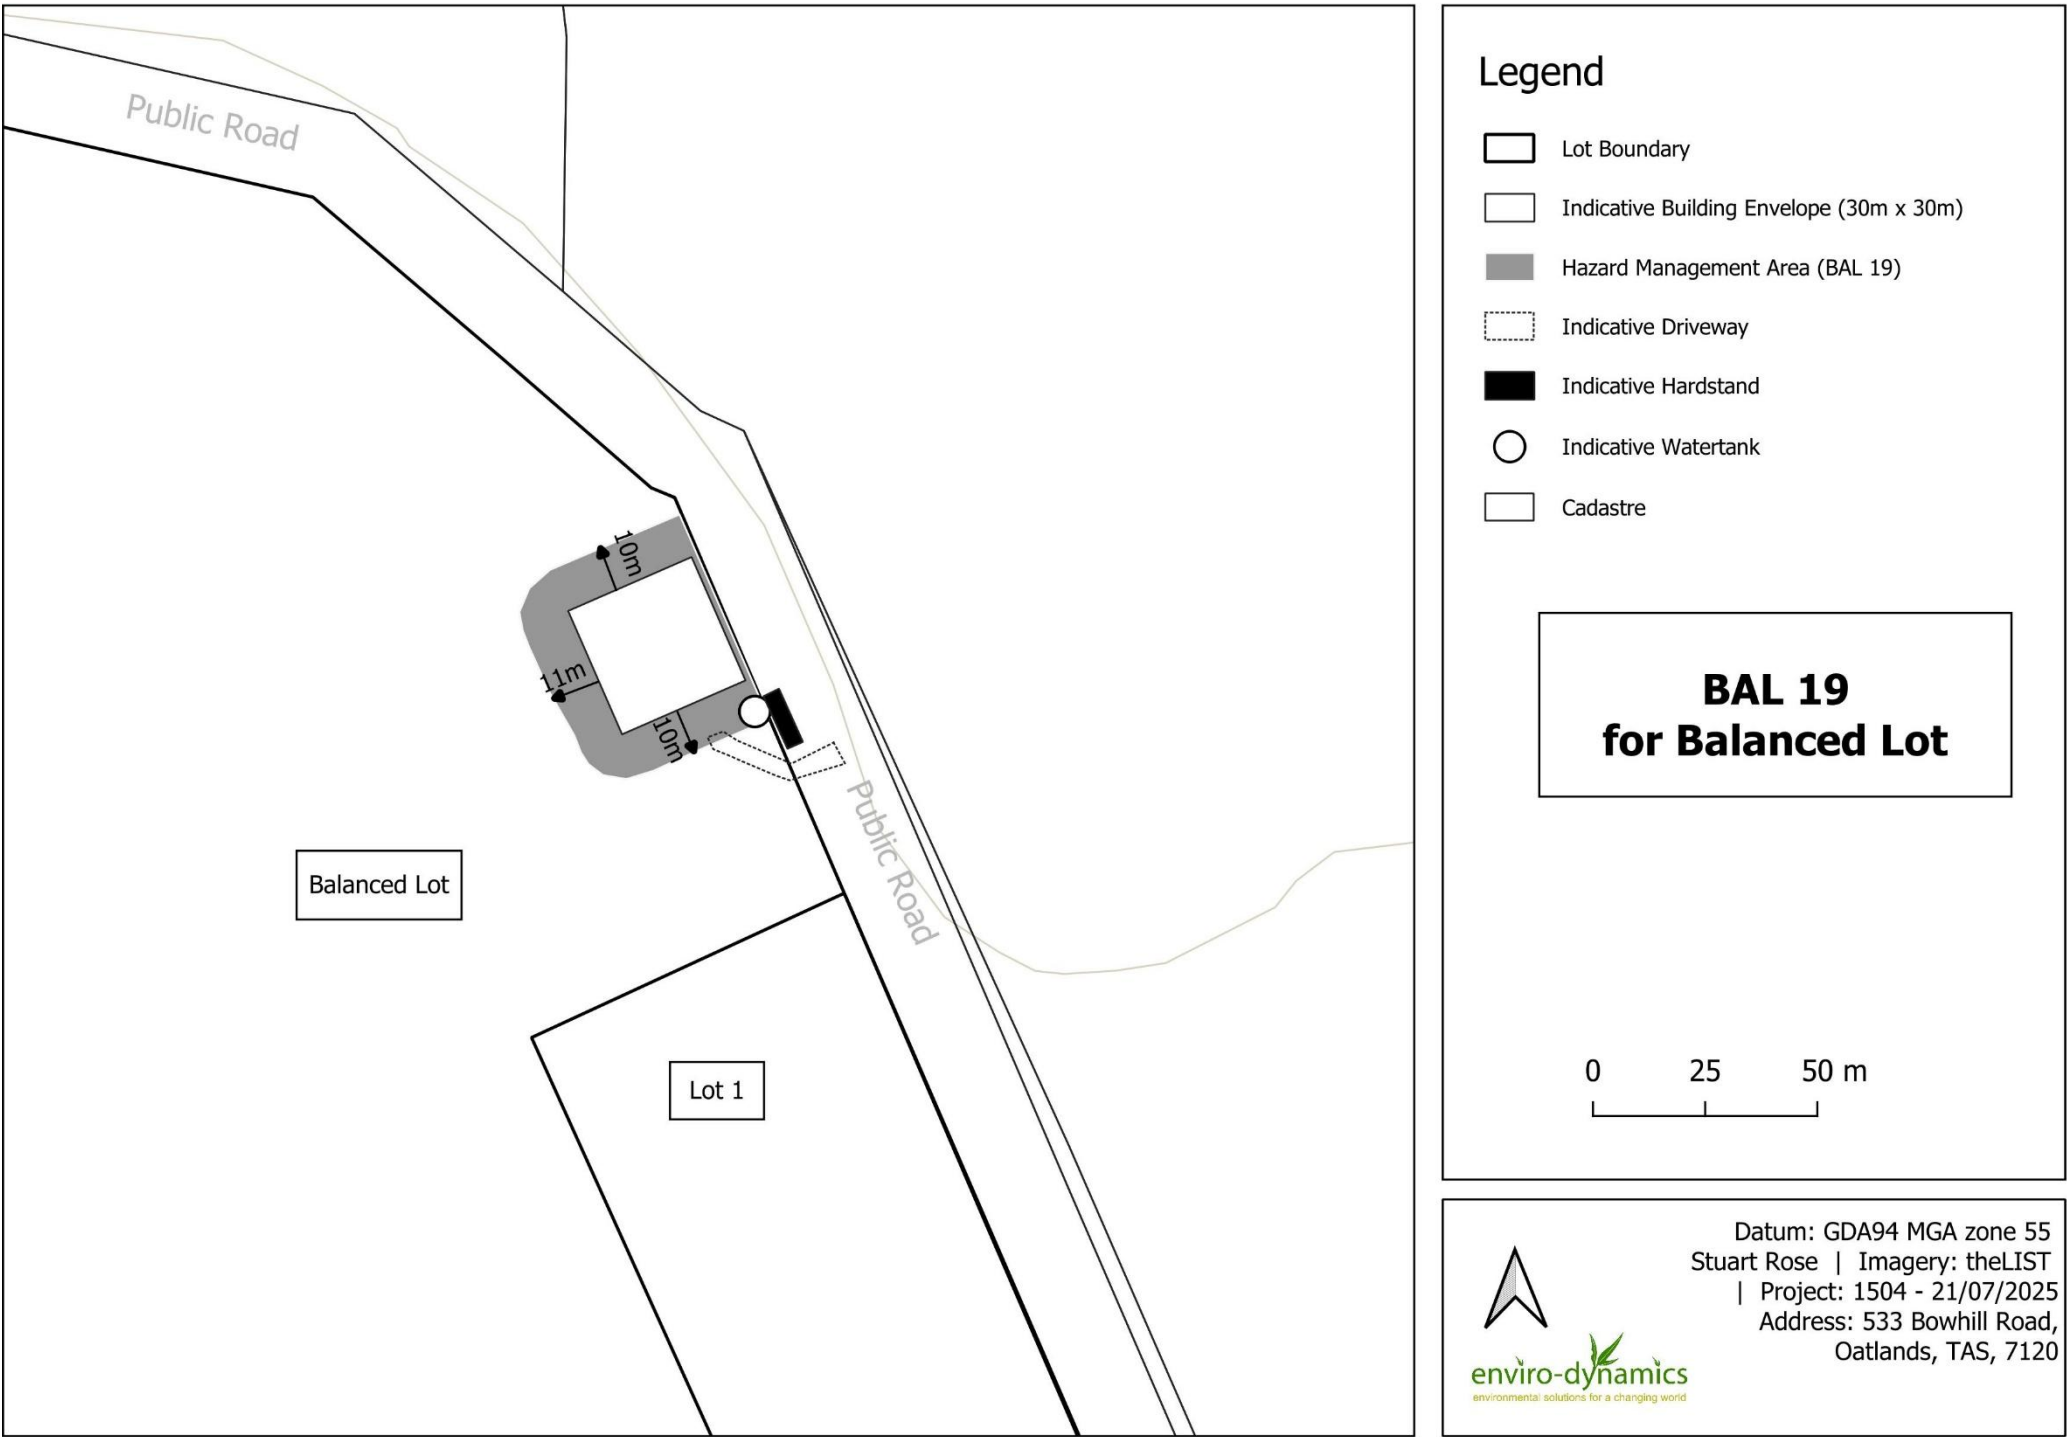 Public Road
10m
11m
10m
Public Road
Balanced Lot
Lot 1
Legend
Lot Boundary
Indicative Building Envelope (30m x 30m)
Hazard Management Area (BAL 19)
Indicative Driveway
Indicative Hardstand
Indicative Watertank
Cadastre
BAL 19
for Balanced Lot
0 25 50 m
Datum: GDA94 MGA zone 55
Stuart Rose | Imagery: theLIST
| Project: 1504 - 21/07/2025
Address: 533 Bowhill Road,
Oatlands, TAS, 7120
enviro-dynamics
environmental solutions for a changing world